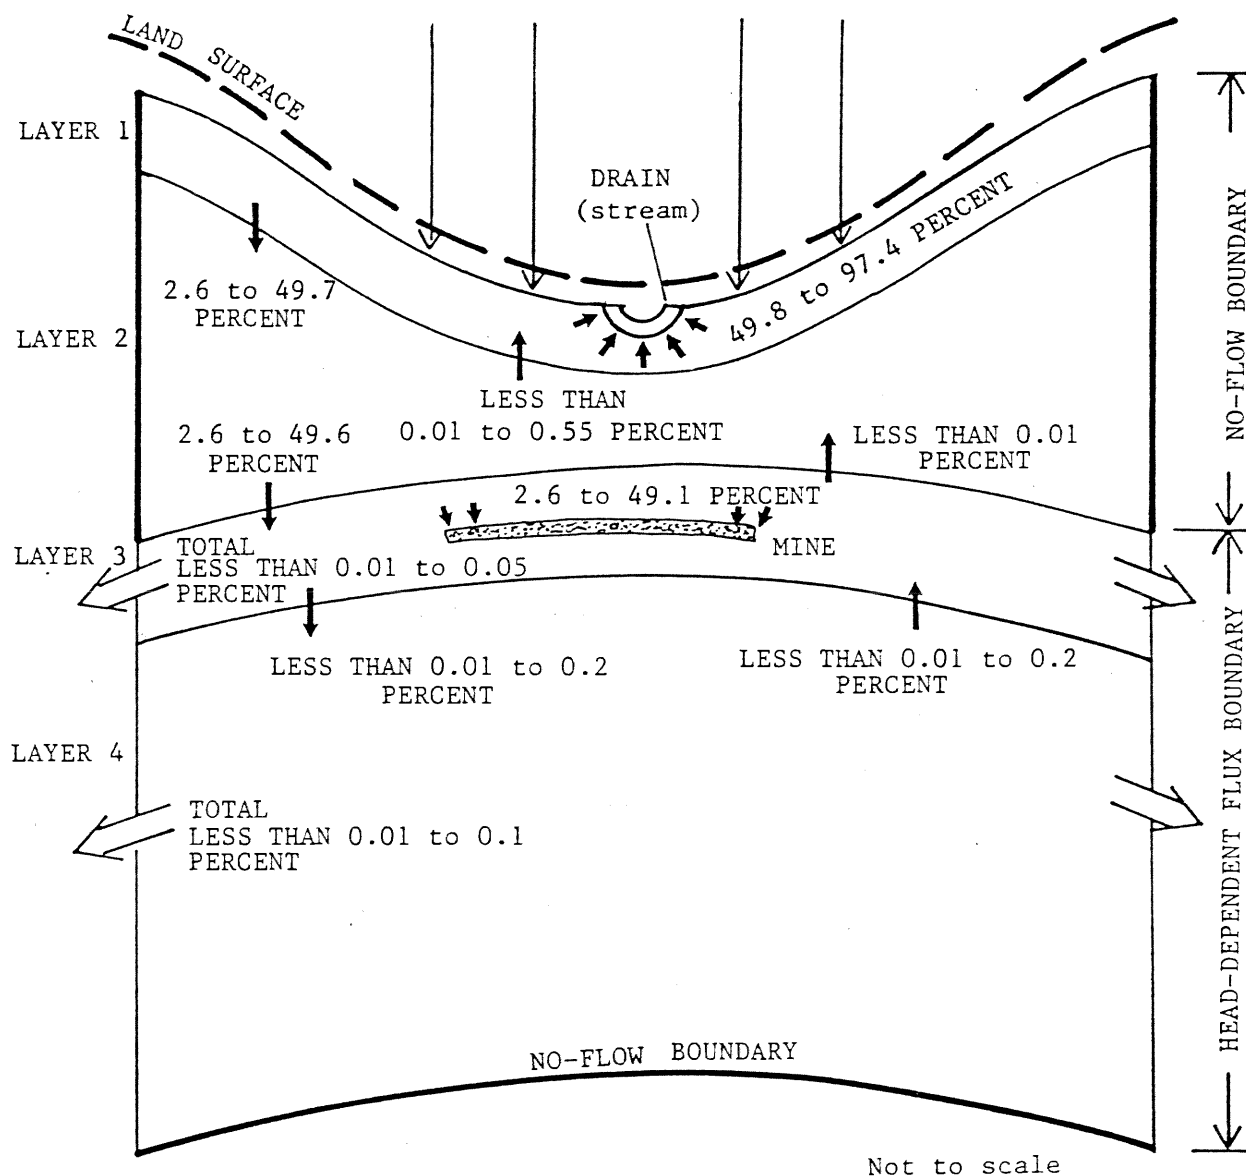 LAND SURFACE
LAYER 1
DRAIN
(stream)
49.8 to 97.4 PERCENT
NO-FLOW BOUNDARY
2.6 to 49.7
PERCENT
LAYER 2
LESS THAN
0.01 to 0.55 PERCENT
2.6 to 49.6
PERCENT
LESS THAN 0.01
PERCENT
2.6 to 49.1 PERCENT
MINE
LAYER 3
TOTAL
LESS THAN 0.01 to 0.05
PERCENT
LESS THAN 0.01 to 0.2
PERCENT
LESS THAN 0.01 to 0.2
PERCENT
HEAD-DEPENDENT FLUX BOUNDARY
LAYER 4
TOTAL
LESS THAN 0.01 to 0.1
PERCENT
NO-FLOW BOUNDARY
Not to scale